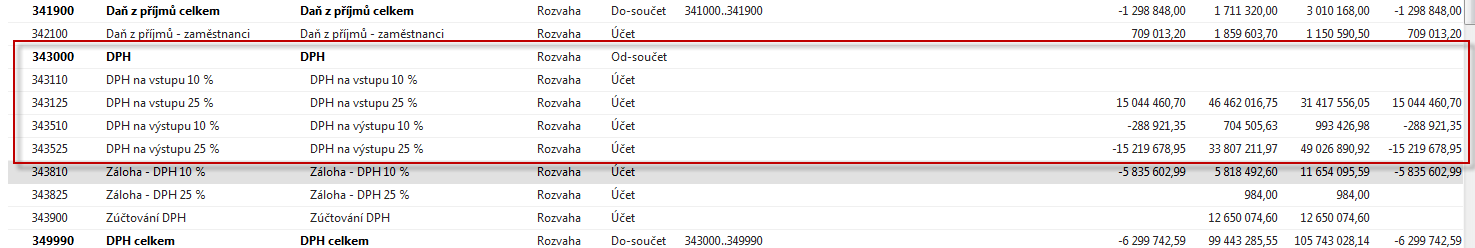 341900 Daň z příjmů celkem Daň z příjmů celkem Rozvaha Do-součet 341000..341900 -1 298 848,00 1 711 320,00 3 010 168,00 -1 298 848,00
342100 Daň z příjmů - zaměstnanci Daň z příjmů - zaměstnanci Rozvaha Účet 709 013,20 1 859 603,70 1 150 590,50 709 013,20
343000 DPH DPH Rozvaha Od-součet
343110 DPH na vstupu 10 % DPH na vstupu 10 % Rozvaha Účet
343125 DPH na vstupu 25 % DPH na vstupu 25 % Rozvaha Účet 15 044 460,70 46 462 016,75 31 417 556,05 15 044 460,70
343510 DPH na výstupu 10 % DPH na výstupu 10 % Rozvaha Účet -288 921,35 704 505,63 993 426,98 -288 921,35
343525 DPH na výstupu 25 % DPH na výstupu 25 % Rozvaha Účet -15 219 678,95 33 807 211,97 49 026 890,92 -15 219 678,95
343810 Záloha - DPH 10 % Záloha - DPH 10 % Rozvaha Účet -5 835 602,99 5 818 492,60 11 654 095,59 -5 835 602,99
343825 Záloha - DPH 25 % Záloha - DPH 25 % Rozvaha Účet 984,00 984,00
343900 Zúčtování DPH Zúčtování DPH Rozvaha Účet 12 650 074,60 12 650 074,60
349990 DPH celkem DPH celkem Rozvaha Do-součet 343000..349990 -6 299 742,59 99 443 285,55 105 743 028,14 -6 299 742,59